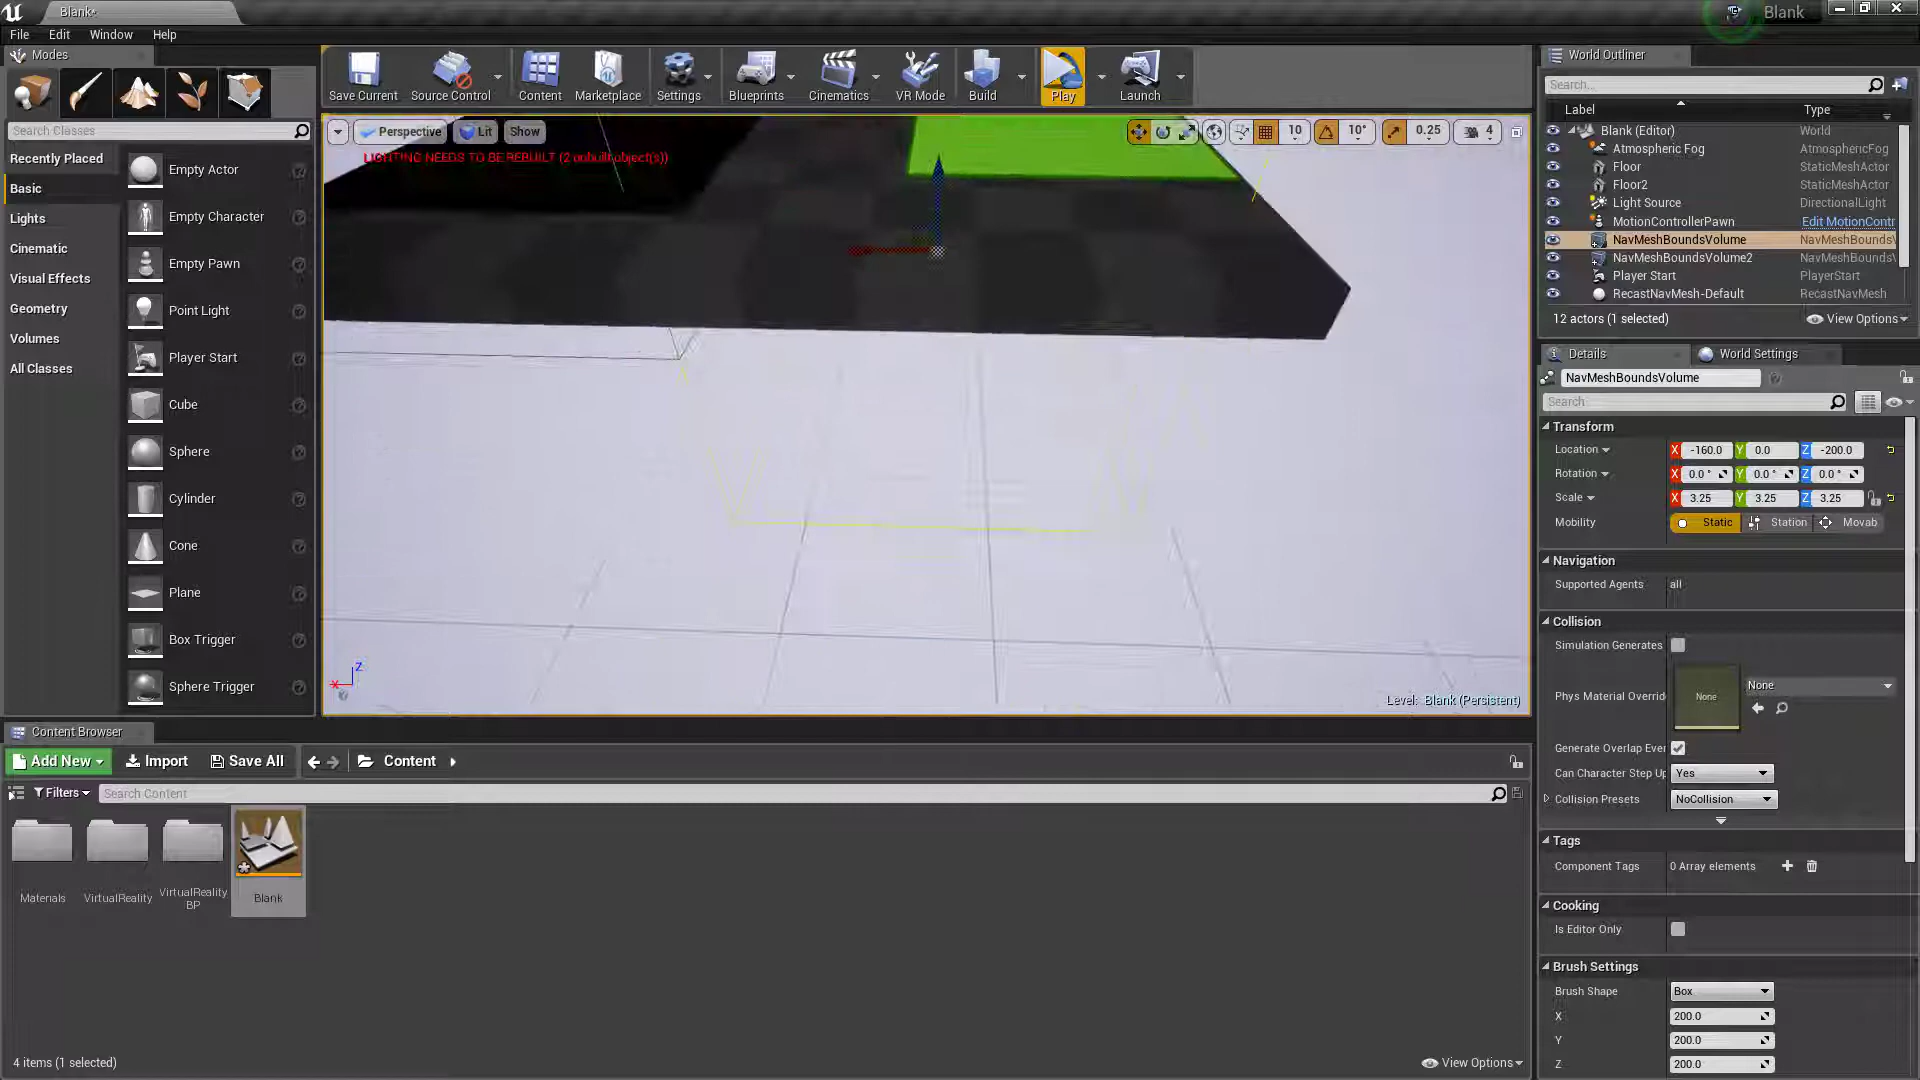 Blank•
Blank
File Edit Window Help
Modes
Search Classes
Recently Placed
Basic
Lights
Cinematic
Visual Effects
Geometry
Volumes
All Classes
Empty Actor
Empty Character
Empty Pawn
Point Light
Player Start
Cube
Sphere
Cylinder
Cone
Plane
Box Trigger
Sphere Trigger
Save Current
Source Control
Content
Marketplace
Settings
Blueprints
Cinematics
VR Mode
Build
Play
Launch
Perspective Lit Show
10 10° 0.25 4
LIGHTING NEEDS TO BE REBUILT (2 unbuilt object(s))
Z
X
Level: Blank (Persistent)
World Outliner
Search...
Label Type
Blank (Editor) World
Atmospheric Fog AtmosphericFog
Floor StaticMeshActor
Floor2 StaticMeshActor
Light Source DirectionalLight
MotionControllerPawn Edit MotionContr
NavMeshBoundsVolume NavMeshBounds
NavMeshBoundsVolume2 NavMeshBounds
Player Start PlayerStart
RecastNavMesh-Default RecastNavMesh
12 actors (1 selected) View Options
Details World Settings
NavMeshBoundsVolume
Search
Transform
Location X -160.0 Y 0.0 Z -200.0
Rotation X 0.0° Y 0.0° Z 0.0°
Scale X 3.25 Y 3.25 Z 3.25
Mobility Static Station Movab
Navigation
Supported Agents all
Collision
Simulation Generates
Phys Material Overrid None None
Generate Overlap Ever
Can Character Step Up Yes
Collision Presets NoCollision
Tags
Component Tags 0 Array elements
Cooking
Is Editor Only
Brush Settings
Brush Shape Box
X 200.0
Y 200.0
Z 200.0
Content Browser
Add New Import Save All Content
Filters Search Content
Materials
VirtualReality
VirtualReality
BP
Blank
4 items (1 selected) View Options